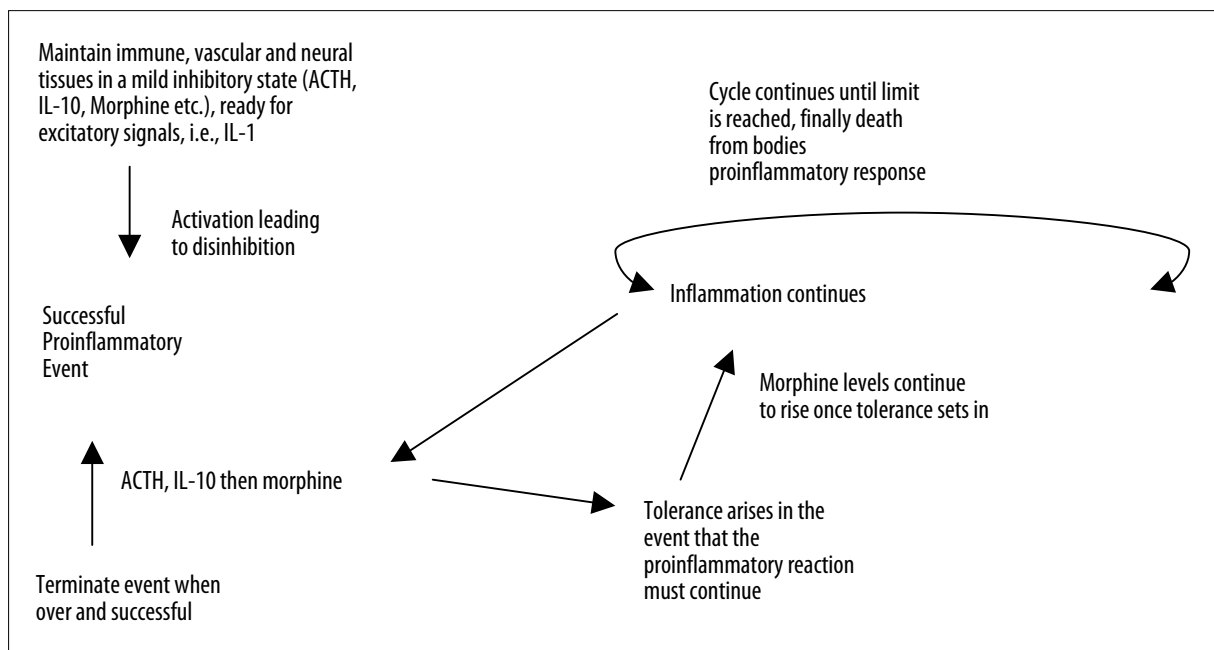 Maintain immune, vascular and neural
tissues in a mild inhibitory state (ACTH,
IL-10, Morphine etc.), ready for
excitatory signals, i.e., IL-1
Activation leading
to disinhibition
Successful
Proinflammatory
Event
ACTH, IL-10 then morphine
Terminate event when
over and successful
Cycle continues until limit
is reached, finally death
from bodies
proinflammatory response
Inflammation continues
Morphine levels continue
to rise once tolerance sets in
Tolerance arises in the
event that the
proinflammatory reaction
must continue